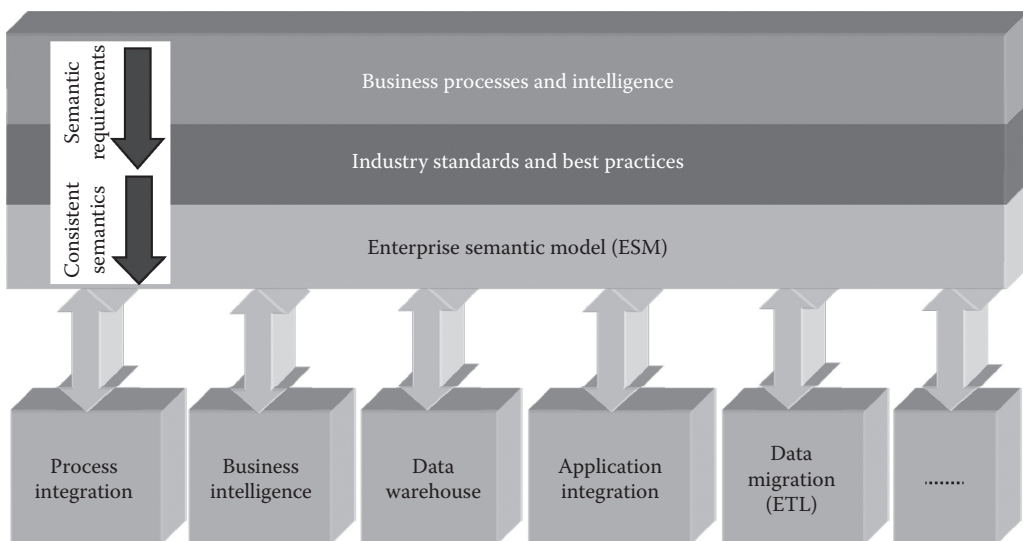 Semantic
requirements
Consistent
semantics
Business processes and intelligence
Industry standards and best practices
Enterprise semantic model (ESM)
Process
integration
Business
intelligence
Data
warehouse
Application
integration
Data
migration
(ETL)
........